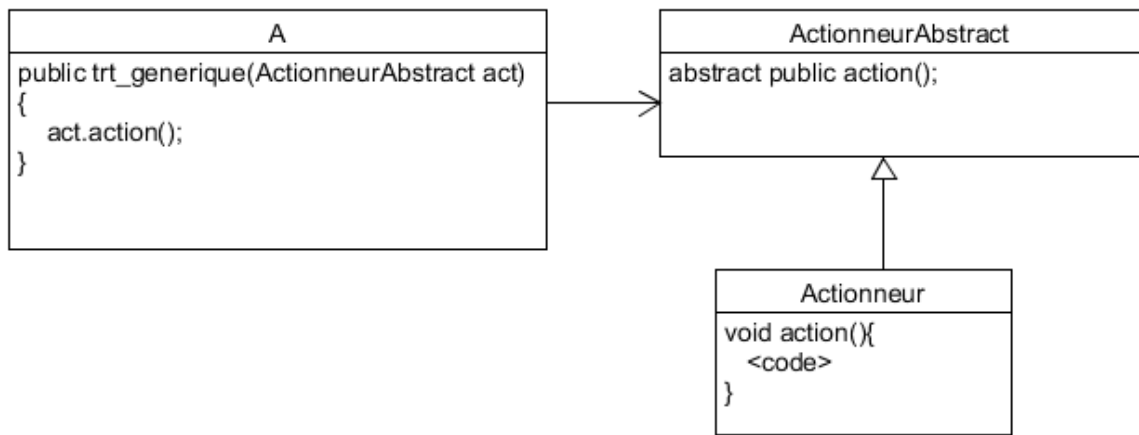 A
public trt_generique(ActionneurAbstract act)
{
act.action();
}
ActionneurAbstract
abstract public action();
Actionneur
void action(){
<code>
}